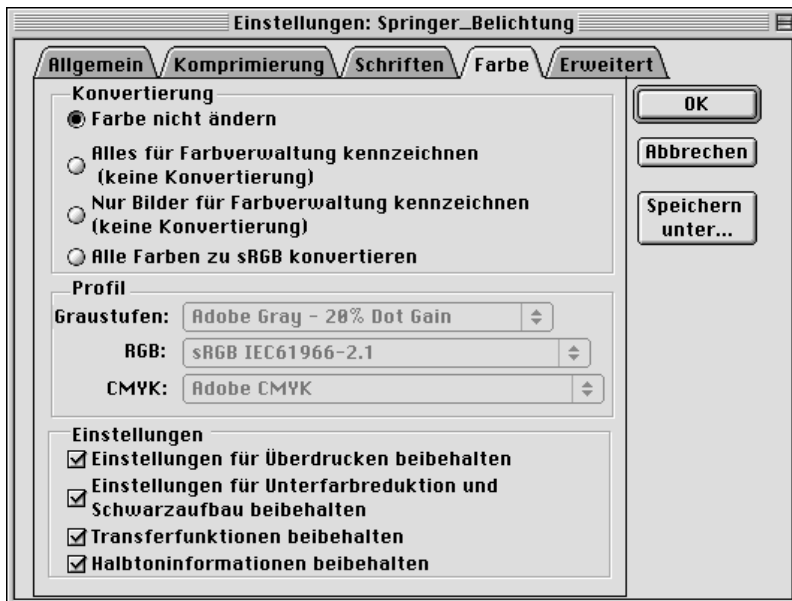 Einstellungen: Springer_Belichtung
Allgemein Komprimierung Schriften Farbe Erweitert
Konvertierung
Farbe nicht ändern
Alles für Farbverwaltung kennzeichnen
(keine Konvertierung)
Nur Bilder für Farbverwaltung kennzeichnen
(keine Konvertierung)
Alle Farben zu sRGB konvertieren
OK
Abbrechen
Speichern
unter...
Profil
Graustufen: Adobe Gray - 20% Dot Gain
RGB: sRGB IEC61966-2.1
CMYK: Adobe CMYK
Einstellungen
Einstellungen für Überdrucken beibehalten
Einstellungen für Unterfarbreduktion und
Schwarzaufbau beibehalten
Transferfunktionen beibehalten
Halbtoninformationen beibehalten